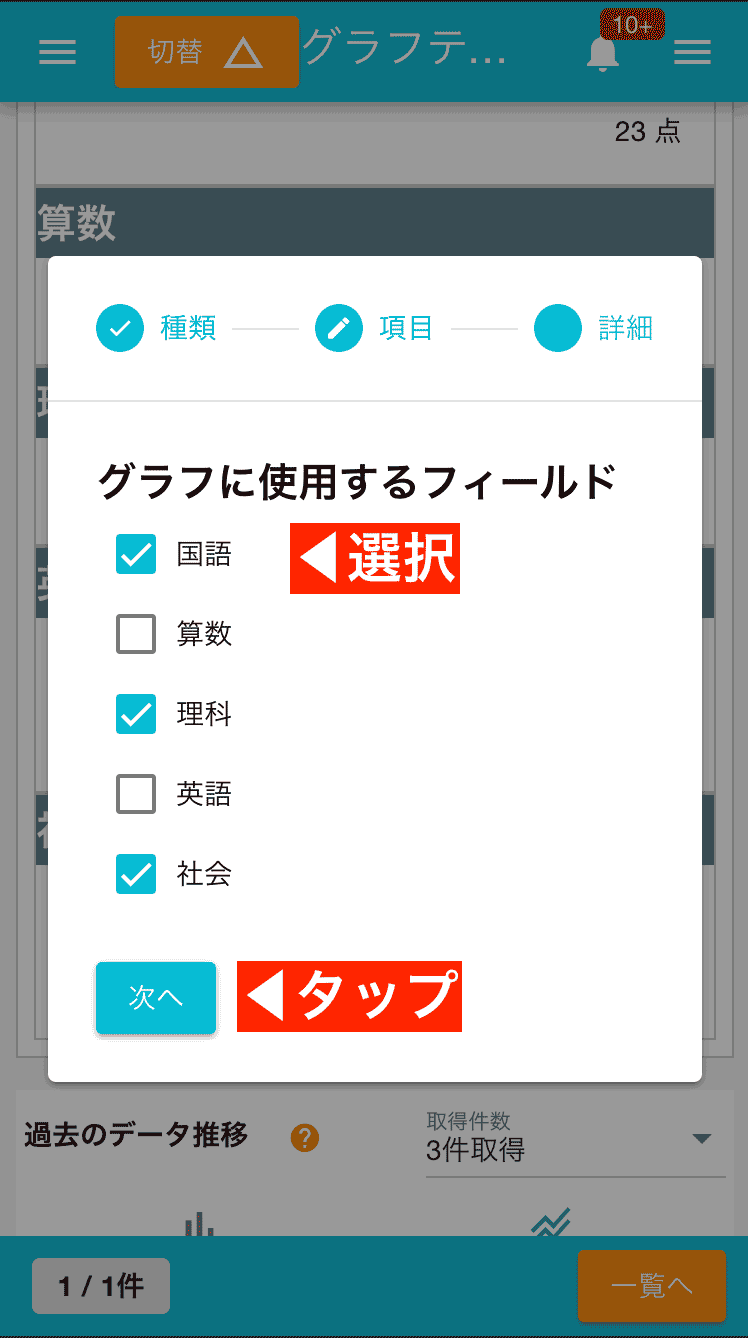 切替 グラフテ... 10+
23 点
算数
種類 項目 詳細
グラフに使用するフィールド
国語 ◀選択
算数
理科
英語
社会
次へ ◀タップ
過去のデータ推移 ? 取得件数
3件取得
1 / 1件 一覧へ